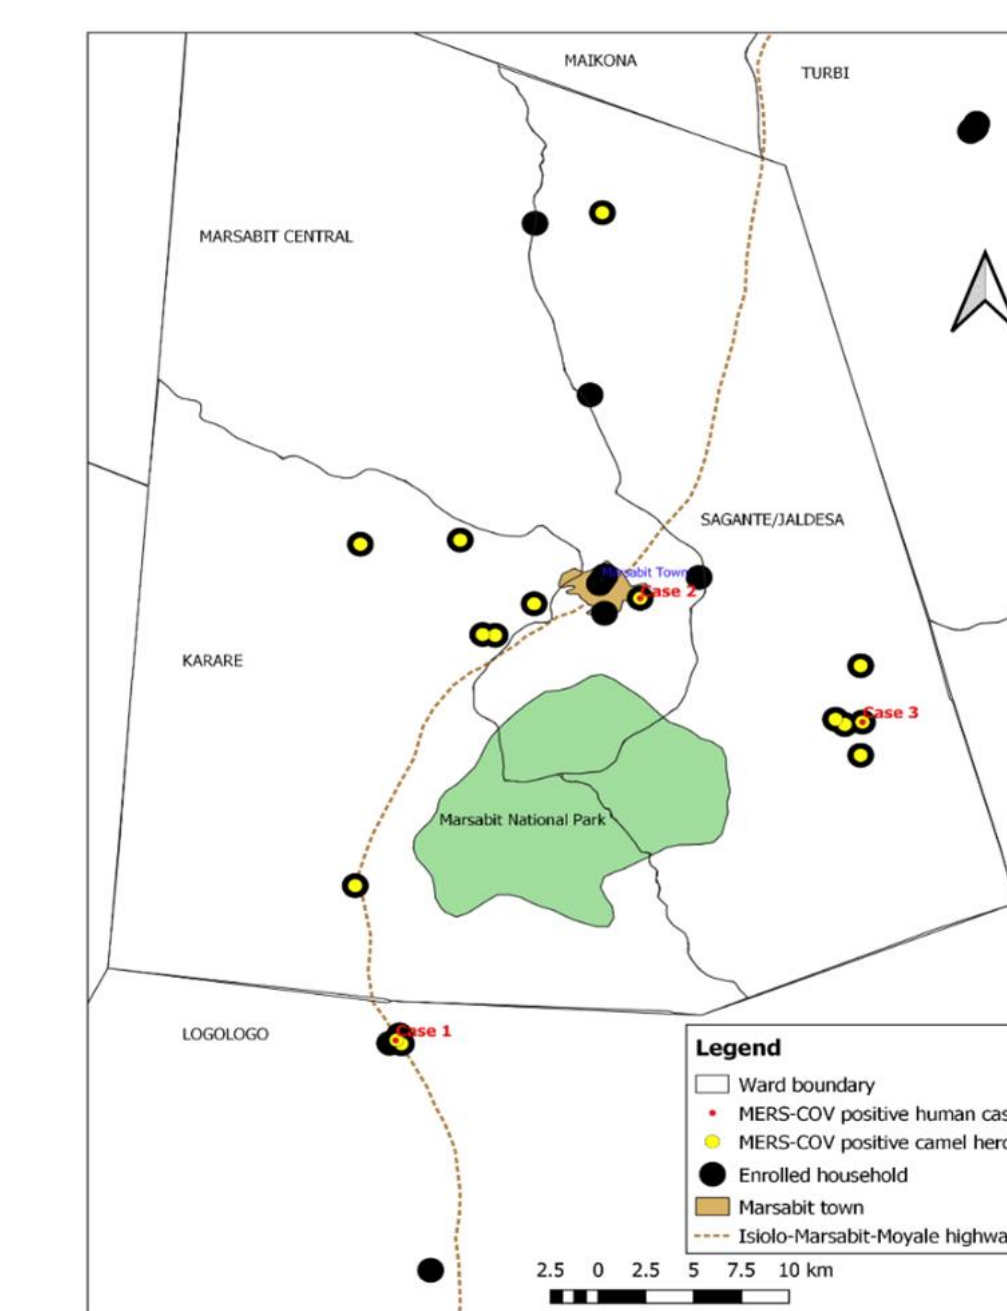 MAIKONA
TURBI
MARSABIT CENTRAL
SAGANTE/JALDESA
Marsabit Town
Case 2
KARARE
Case 3
Marsabit National Park
LOGOLOGO
Case 1
Legend
Ward boundary
MERS-COV positive human cas
MERS-COV positive camel herd
Enrolled household
Marsabit town
Isiolo-Marsabit-Moyale highwa
2.5 0 2.5 5 7.5 10 km